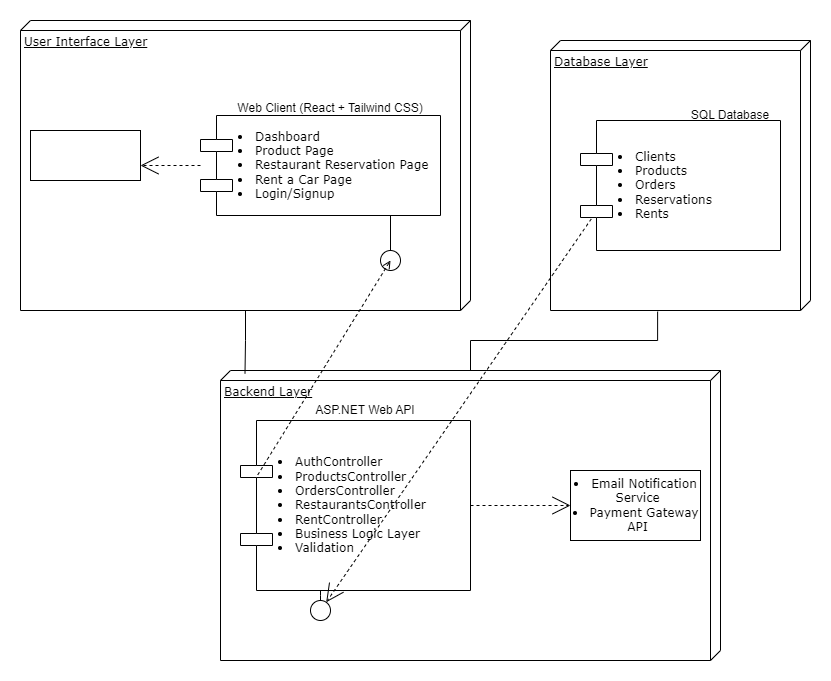 User Interface Layer
Web Client (React + Tailwind CSS)
• Dashboard
• Product Page
• Restaurant Reservation Page
• Rent a Car Page
• Login/Signup
Database Layer
SQL Database
• Clients
• Products
• Orders
• Reservations
• Rents
Backend Layer
ASP.NET Web API
• AuthController
• ProductsController
• OrdersController
• RestaurantsController
• RentController
• Business Logic Layer
• Validation
• Email Notification
Service
• Payment Gateway
API